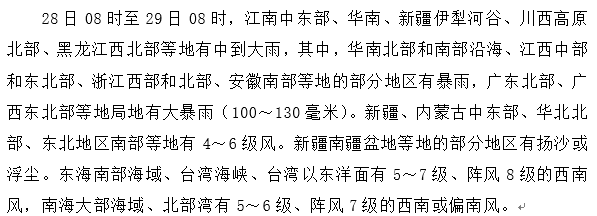 28日08时至29日08时，江南中东部、华南、新疆伊犁河谷、川西高原
北部、黑龙江西北部等地有中到大雨，其中，华南北部和南部沿海、江西中部
和东北部、浙江西部和北部、安徽南部等地的部分地区有暴雨，广东北部、广
西东北部等地局地有大暴雨（100～130毫米）。新疆、内蒙古中东部、华北北
部、东北地区南部等地有4～6级风。新疆南疆盆地等地的部分地区有扬沙或
浮尘。东海南部海域、台湾海峡、台湾以东洋面有5～7级、阵风8级的西南
风，南海大部海域、北部湾有5～6级、阵风7级的西南或偏南风。